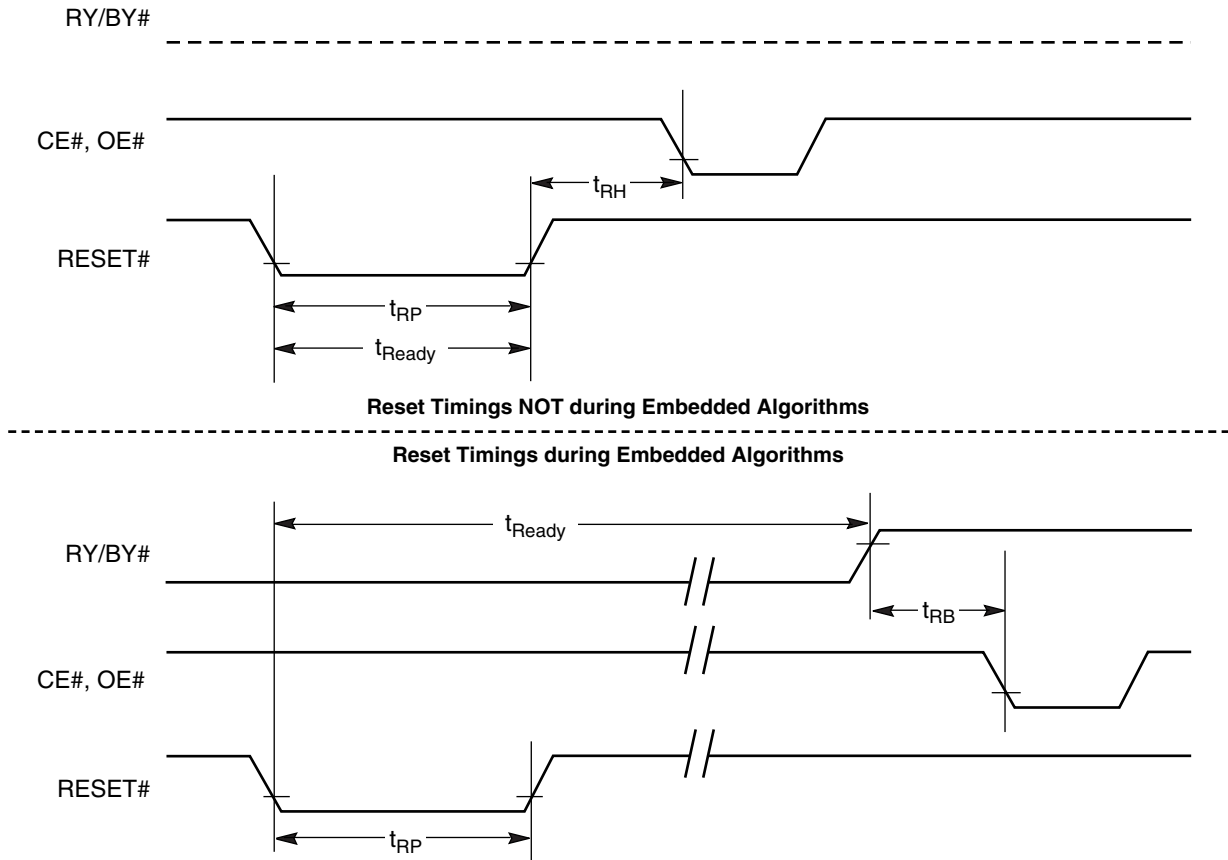 RY/BY#
CE#, OE#
tRH
RESET#
tRP
tReady
Reset Timings NOT during Embedded Algorithms
Reset Timings during Embedded Algorithms
tReady
RY/BY#
tRB
CE#, OE#
RESET#
tRP